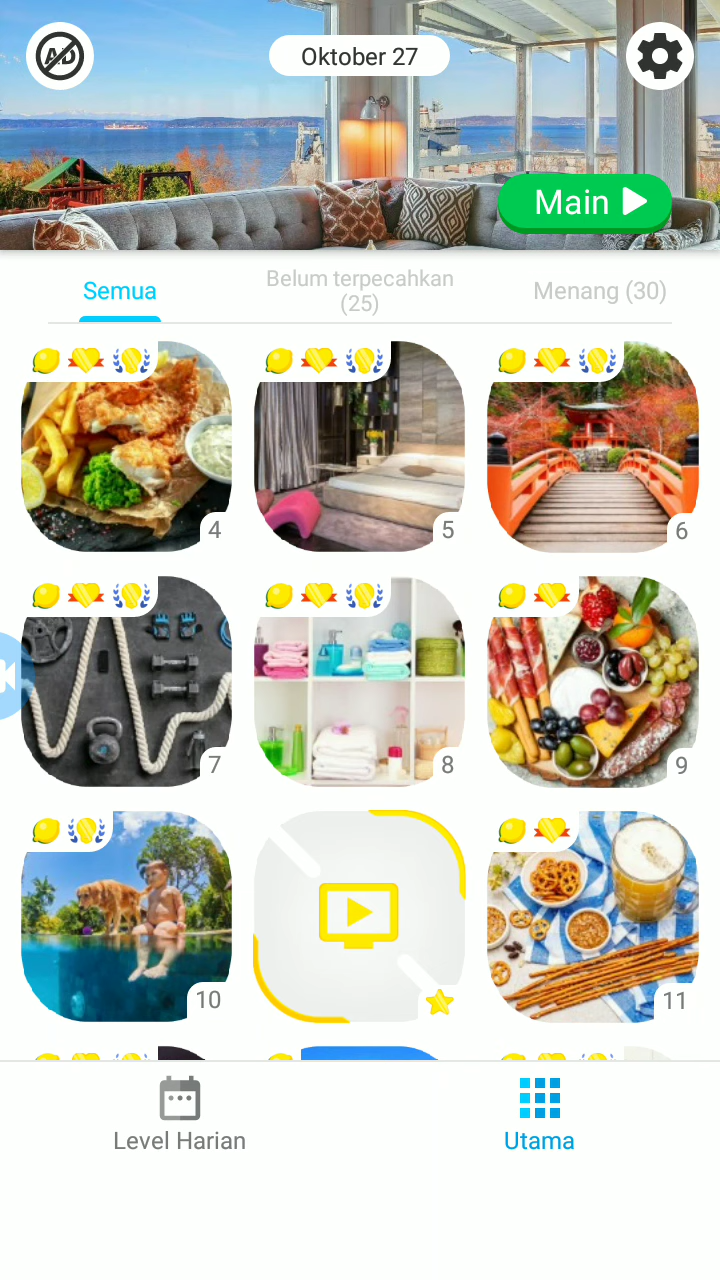 AD
Oktober 27
Main
Semua
Belum terpecahkan
(25)
Menang (30)
4
5
6
7
8
9
10
11
Level Harian
Utama